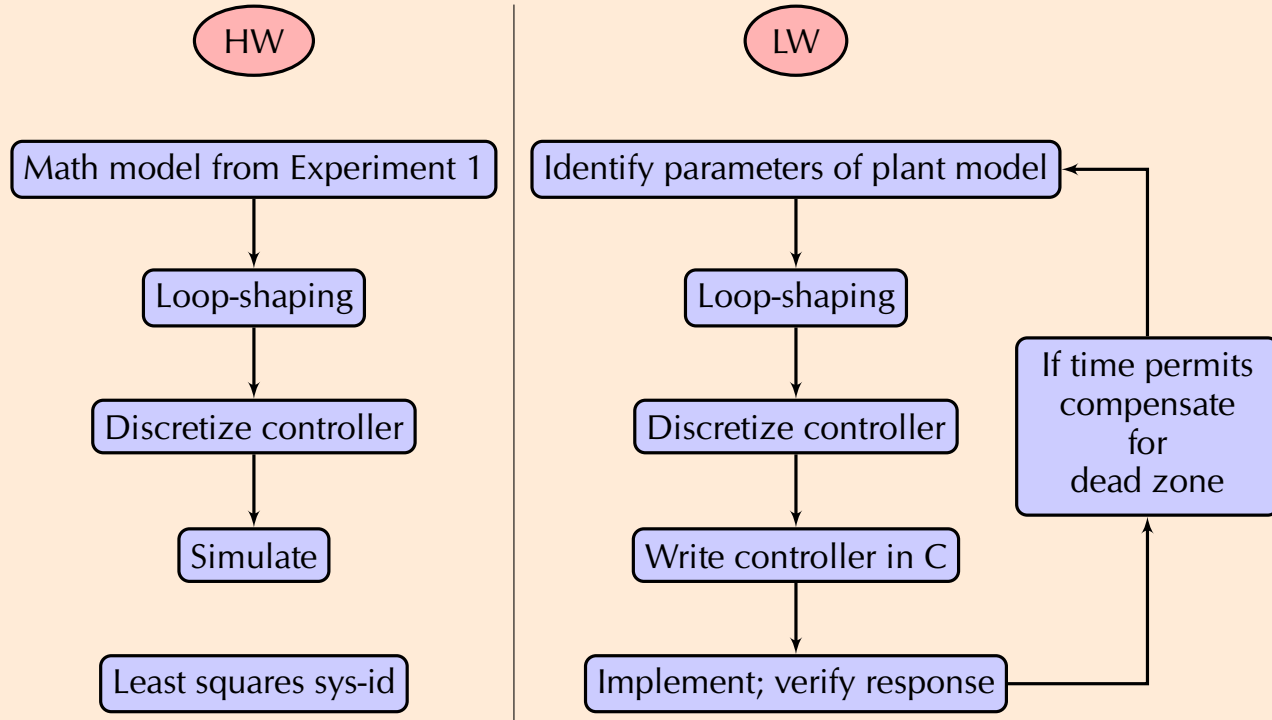 HW
Math model from Experiment 1
Loop-shaping
Discretize controller
Simulate
Least squares sys-id
LW
Identify parameters of plant model
Loop-shaping
Discretize controller
Write controller in C
Implement; verify response
If time permits
compensate
for
dead zone